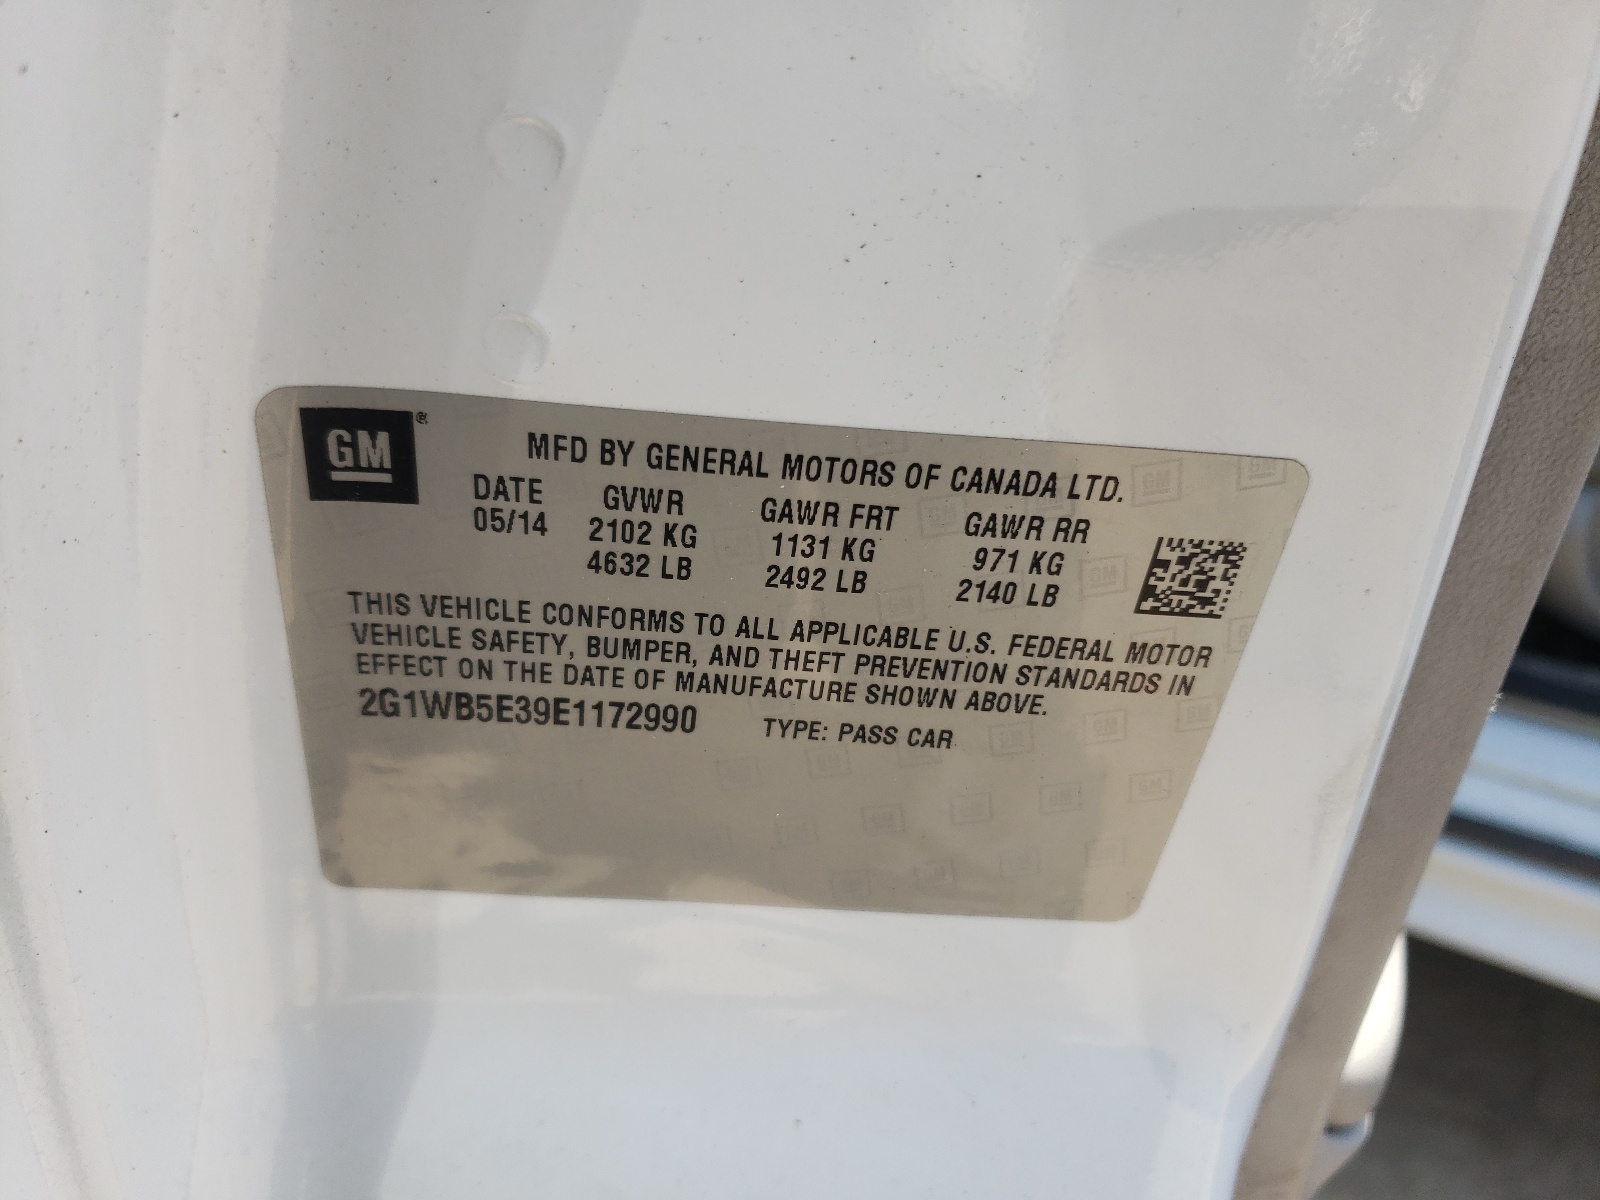 GM®
MFD BY GENERAL MOTORS OF CANADA LTD.
DATE GVWR GAWR FRT GAWR RR
05/14 2102 KG 1131 KG 971 KG
4632 LB 2492 LB 2140 LB
THIS VEHICLE CONFORMS TO ALL APPLICABLE U.S. FEDERAL MOTOR
VEHICLE SAFETY, BUMPER, AND THEFT PREVENTION STANDARDS IN
EFFECT ON THE DATE OF MANUFACTURE SHOWN ABOVE.
2G1WB5E39E1172990 TYPE: PASS CAR